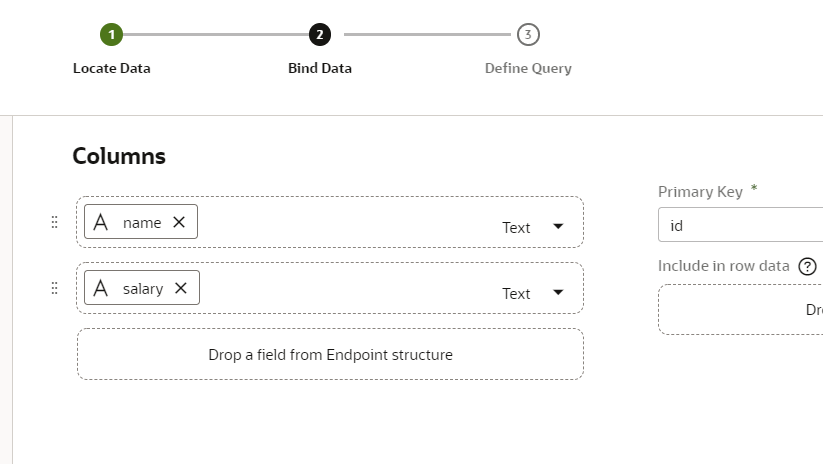 1 2 3
Locate Data Bind Data Define Query
Columns
Primary Key *
A name × Text
id
Include in row data ?
A salary × Text
Drop a field from Endpoint structure